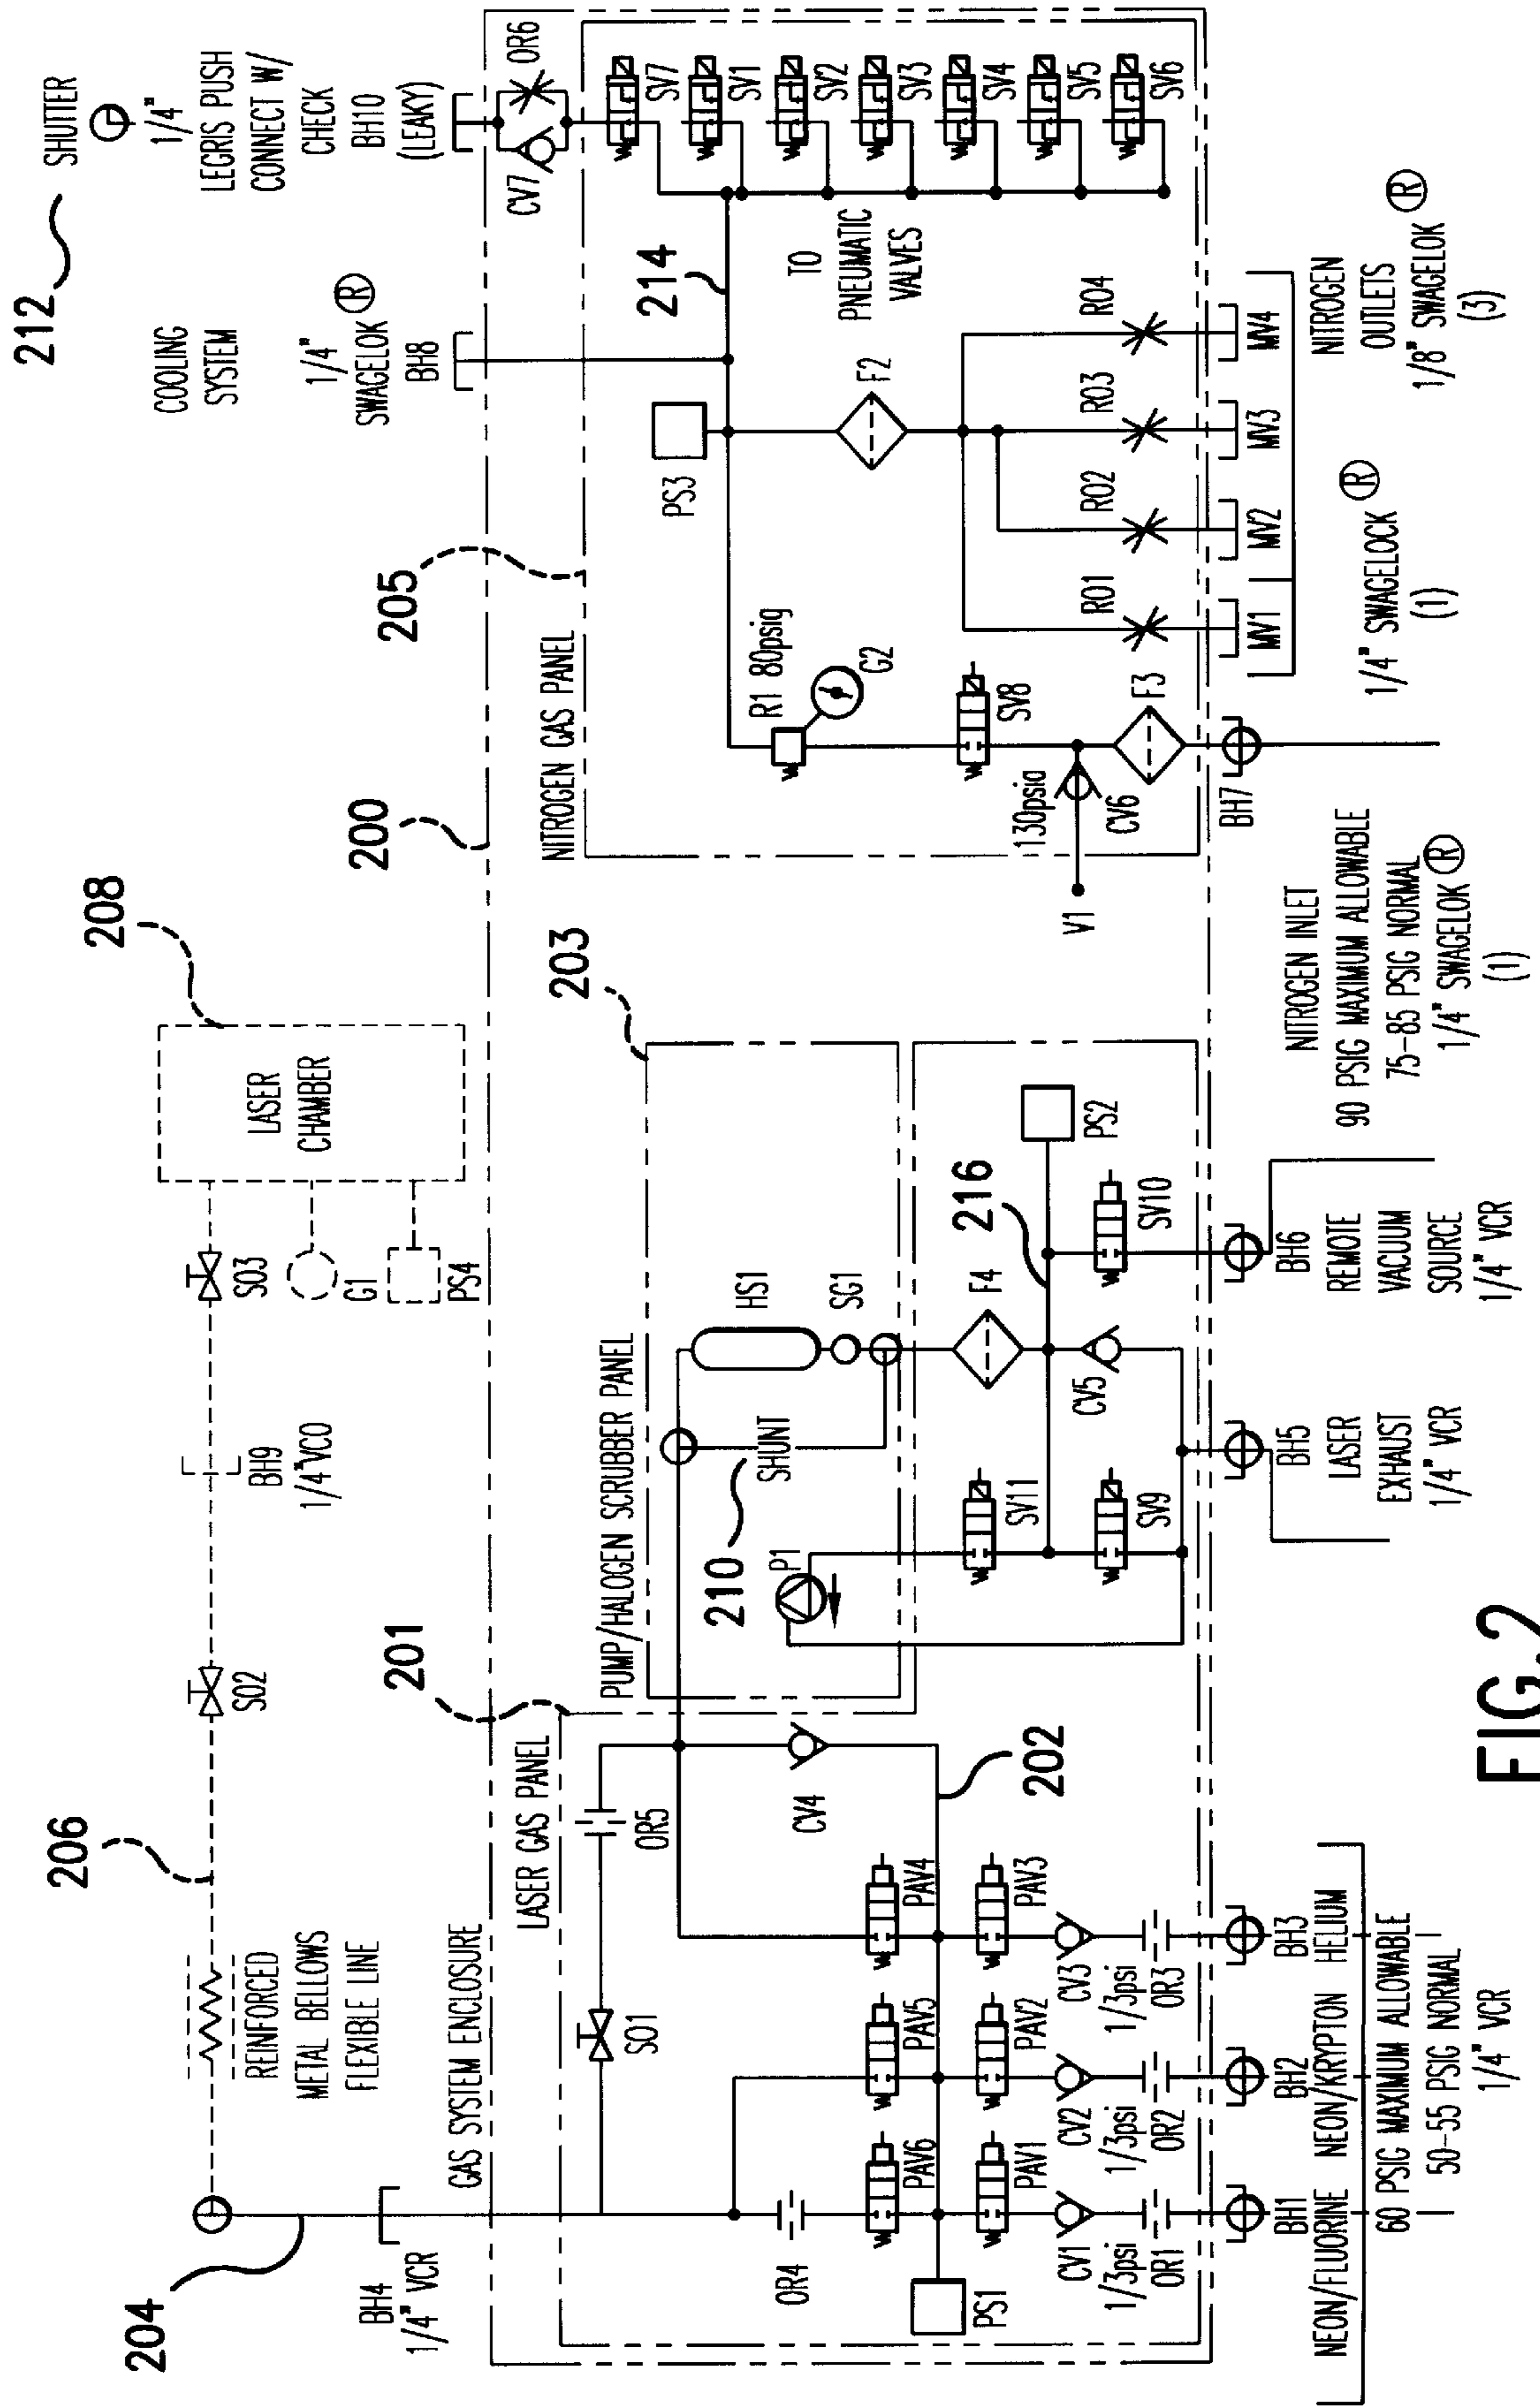 212
SHUTTER
1/4"
LEGRIS PUSH
CONNECT W/
CHECK
BH10
(LEAKY)
COOLING
SYSTEM
1/4"
SWAGELOK ®
BH8
CV7
OR6
SV7
SV1
SV2
SV3
SV4
SV5
SV6
214
TO
PNEUMATIC
VALVES
PS3
F2
RO1
RO2
RO3
RO4
MV1
MV2
MV3
MV4
NITROGEN
OUTLETS
1/8" SWAGELOK ®
(3)
1/4" SWAGELOCK ®
(1)
205
200
NITROGEN GAS PANEL
R1 80psig
G2
SV8
130psig
CV6
V1
F3
BH7
NITROGEN INLET
90 PSIG MAXIMUM ALLOWABLE
75-85 PSIG NORMAL
1/4" SWAGELOK ®
(1)
208
LASER
CHAMBER
SO3
G1
PS4
BH9
1/4"VCO
SO2
206
REINFORCED
METAL BELLOWS
FLEXIBLE LINE
204
BH4
1/4" VCR
203
PUMP/HALOGEN SCRUBBER PANEL
HS1
SG1
SHUNT
210
P1
216
F4
PS2
SV10
CV5
SV11
SV9
BH6
REMOTE
VACUUM
SOURCE
1/4" VCR
BH5
LASER
EXHAUST
1/4" VCR
201
GAS SYSTEM ENCLOSURE
LASER GAS PANEL
SO1
OR5
CV4
202
OR4
PAV6
PAV5
PAV4
PS1
PAV1
PAV2
PAV3
CV1
1/3psi
OR1
CV2
1/3psi
OR2
CV3
1/3psi
OR3
BH1
BH2
BH3
NEON/FLUORINE
NEON/KRYPTON
HELIUM
60 PSIG MAXIMUM ALLOWABLE
50-55 PSIG NORMAL
1/4" VCR
FIG.2